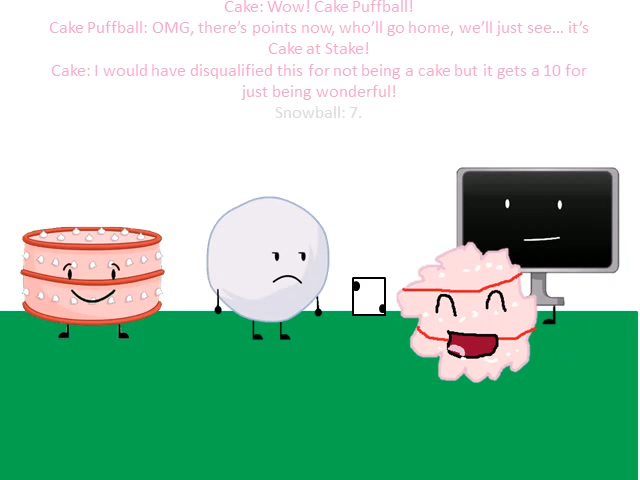 Cake: Wow! Cake Puffball!
Cake Puffball: OMG, there's points now, who'll go home, we'll just see... it's
Cake at Stake!
Cake: I would have disqualified this for not being a cake but it gets a 10 for
just being wonderful!
Snowball: 7.